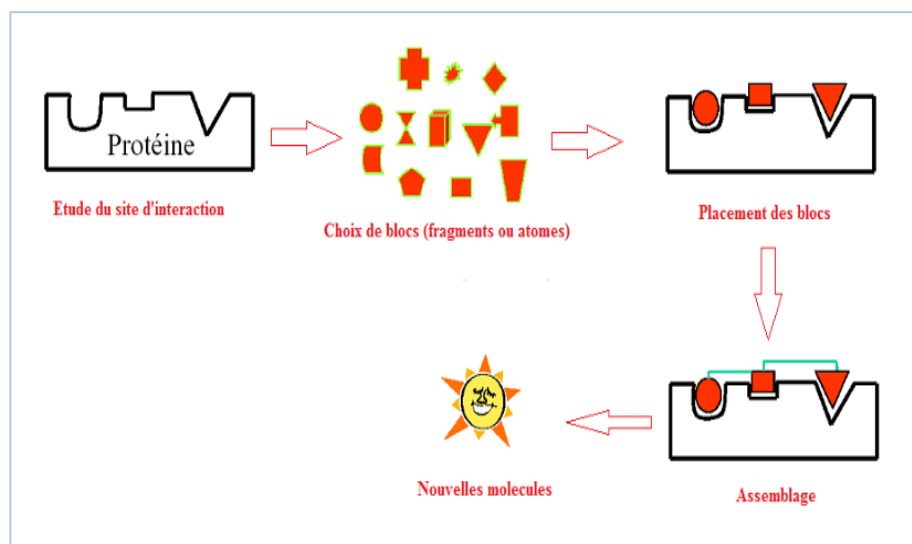 Protéine
Etude du site d'interaction
Choix de blocs (fragments ou atomes)
Placement des blocs
Assemblage
Nouvelles molecules